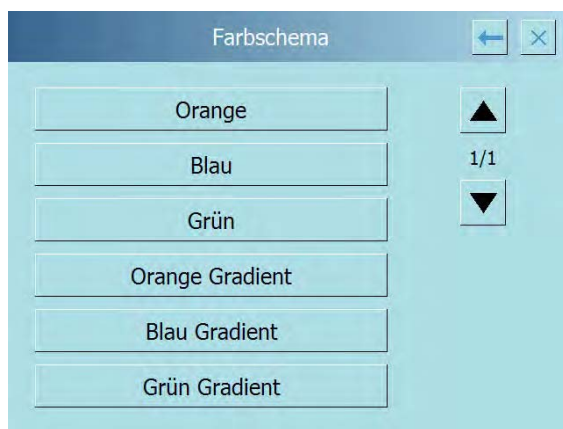 Farbschema
Orange
1/1
Blau
Grün
Orange Gradient
Blau Gradient
Grün Gradient